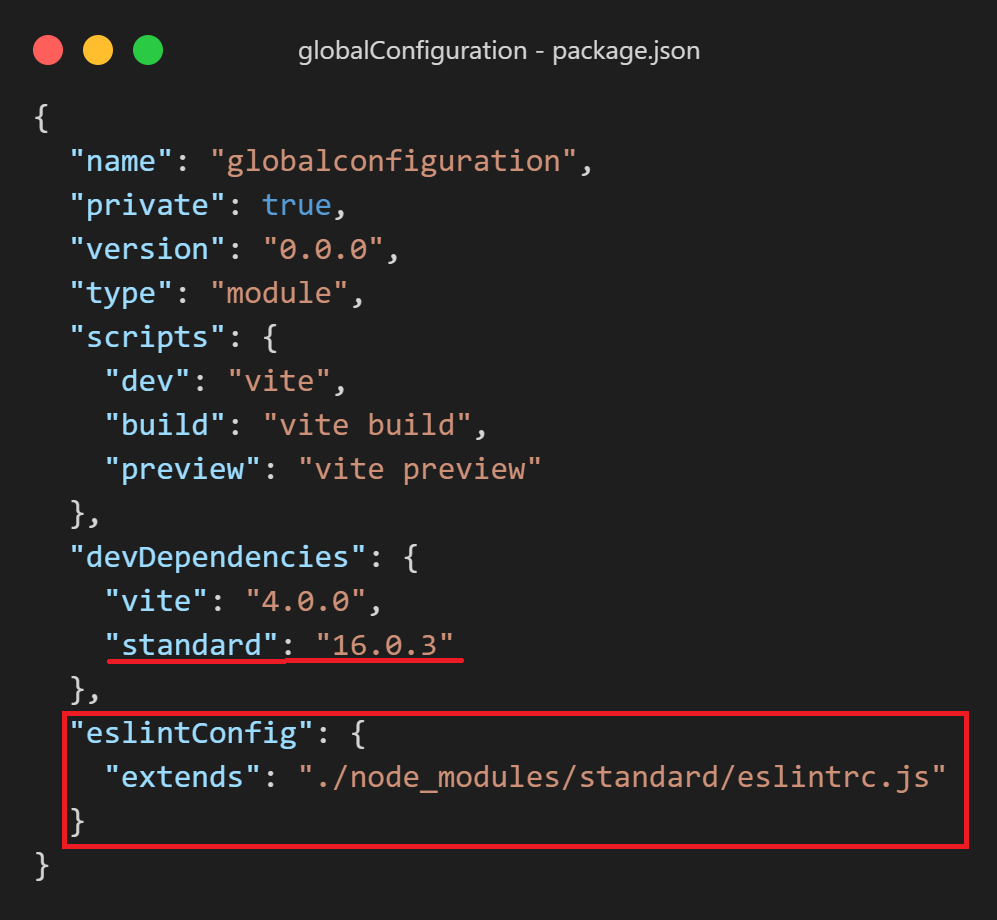 globalConfiguration - package.json
{
"name": "globalconfiguration",
"private": true,
"version": "0.0.0",
"type": "module",
"scripts": {
"dev": "vite",
"build": "vite build",
"preview": "vite preview"
},
"devDependencies": {
"vite": "4.0.0",
"standard": "16.0.3"
},
"eslintConfig": {
"extends": "./node_modules/standard/eslintrc.js"
}
}